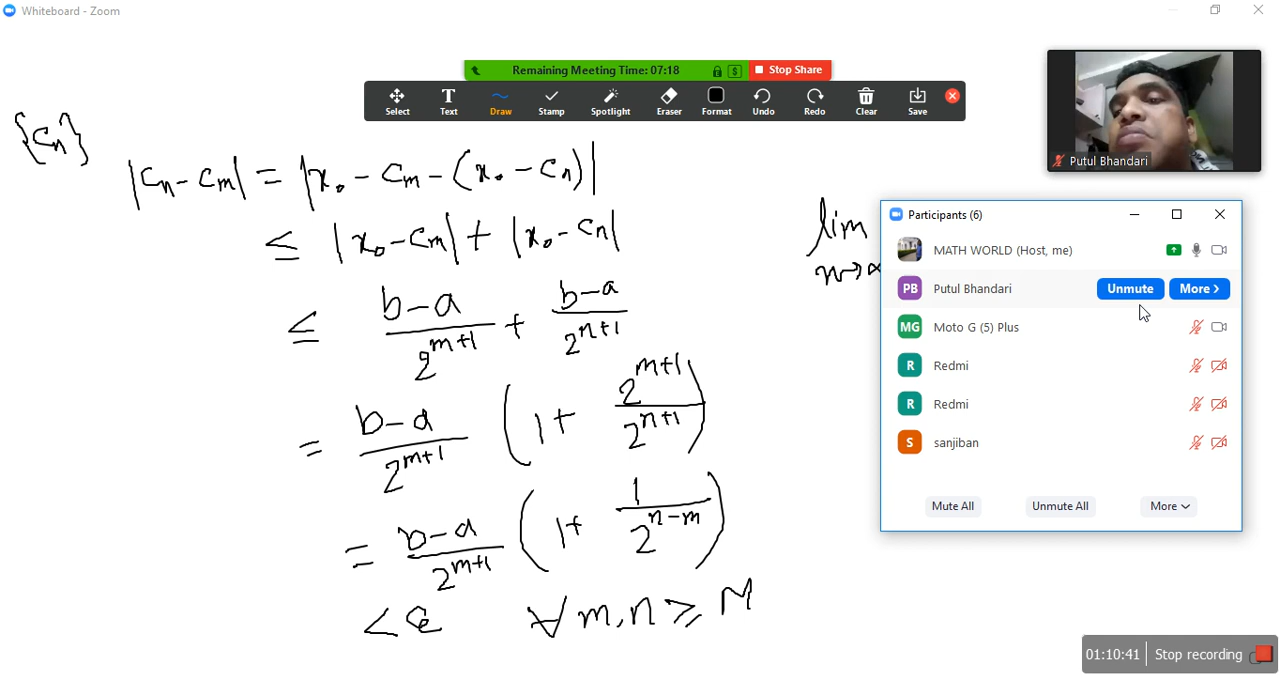 Whiteboard - Zoom
Remaining Meeting Time: 07:18
$
Stop Share
Select
Text
Draw
Stamp
Spotlight
Eraser
Format
Undo
Redo
Clear
Save
Putul Bhandari
{Cn}
|Cn - Cm| = |x0 - Cm - (x0 - Cn)|
≤ |x0 - Cm| + |x0 - Cn|
≤ (b-a)/2^(m+1) + (b-a)/2^(n+1)
= (b-a)/2^(m+1) (1 + 2^(m+1)/2^(n+1))
= (b-a)/2^(m+1) (1 + 1/2^(n-m))
< ε ∀ m,n ≥ M
lim
n→∞
Participants (6)
MATH WORLD (Host, me)
PB Putul Bhandari Unmute More >
MG Moto G (5) Plus
R Redmi
R Redmi
S sanjiban
Mute All Unmute All More
01:10:41 Stop recording